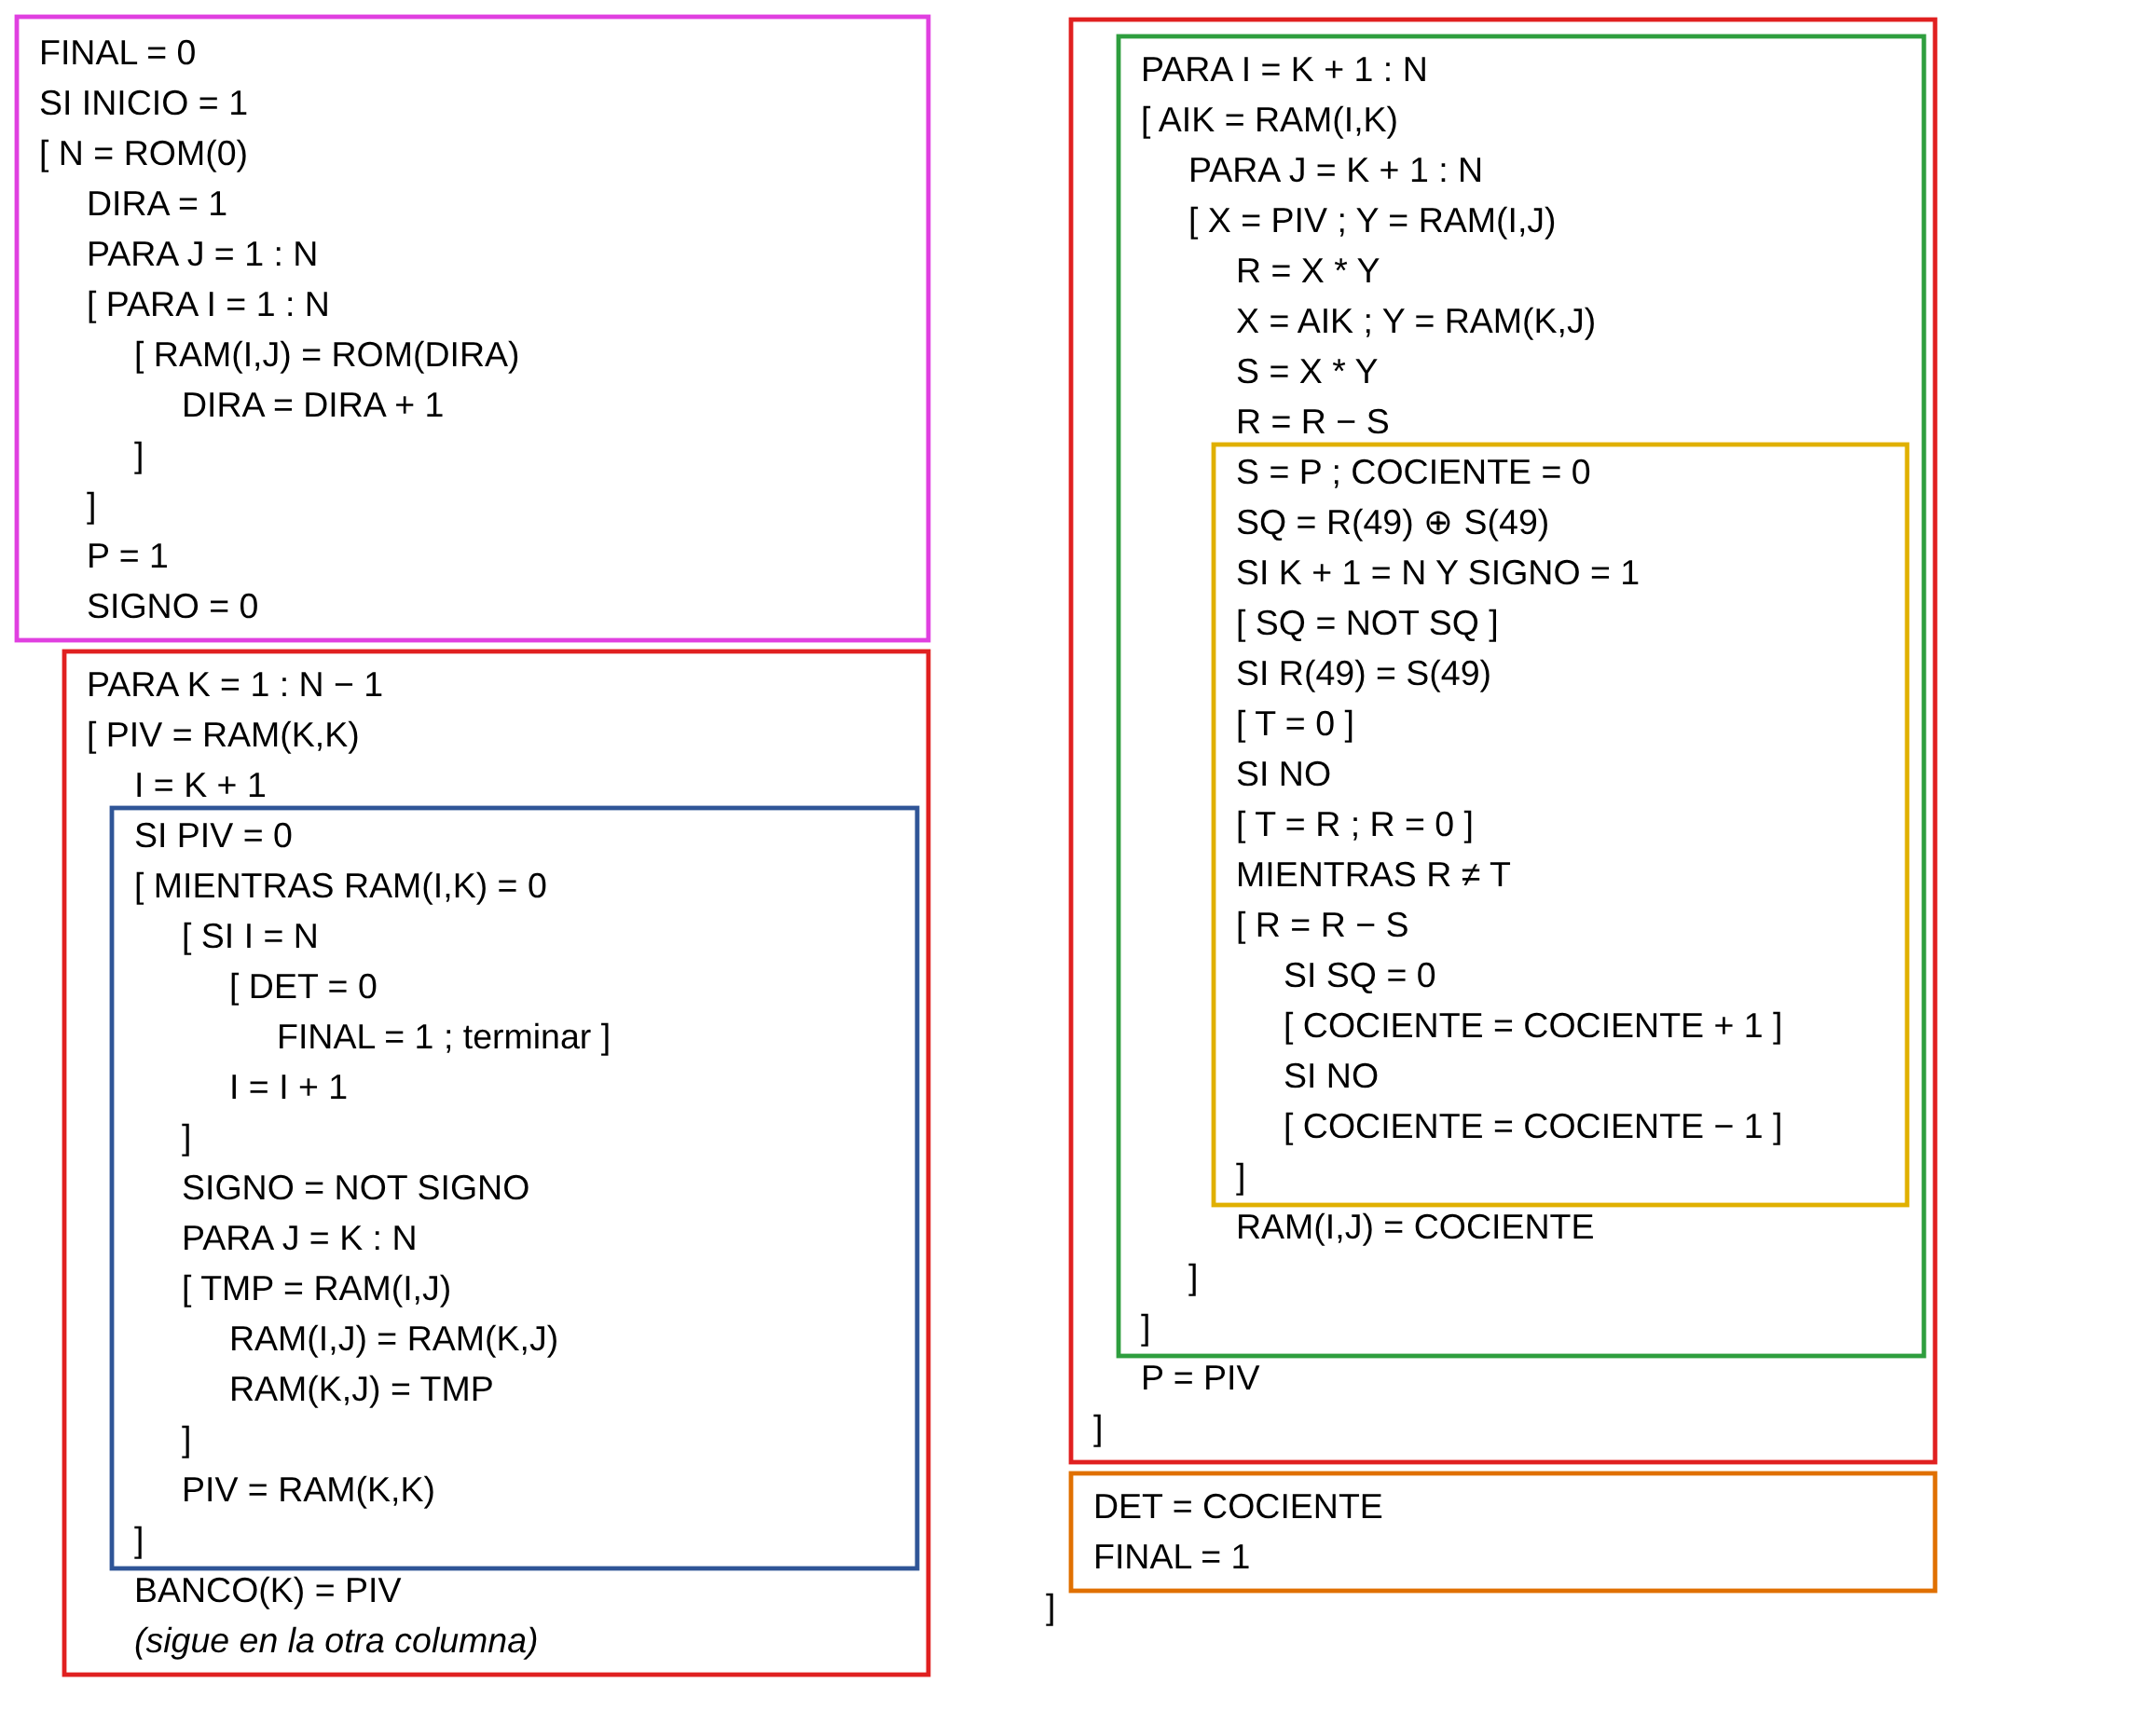 FINAL = 0
SI INICIO = 1
[ N = ROM(0)
DIRA = 1
PARA J = 1 : N
[ PARA I = 1 : N
[ RAM(I,J) = ROM(DIRA)
DIRA = DIRA + 1
]
]
P = 1
SIGNO = 0
PARA K = 1 : N − 1
[ PIV = RAM(K,K)
I = K + 1
SI PIV = 0
[ MIENTRAS RAM(I,K) = 0
[ SI I = N
[ DET = 0
FINAL = 1 ; terminar ]
I = I + 1
]
SIGNO = NOT SIGNO
PARA J = K : N
[ TMP = RAM(I,J)
RAM(I,J) = RAM(K,J)
RAM(K,J) = TMP
]
PIV = RAM(K,K)
]
BANCO(K) = PIV
(sigue en la otra columna)
PARA I = K + 1 : N
[ AIK = RAM(I,K)
PARA J = K + 1 : N
[ X = PIV ; Y = RAM(I,J)
R = X * Y
X = AIK ; Y = RAM(K,J)
S = X * Y
R = R − S
S = P ; COCIENTE = 0
SQ = R(49) ⊕ S(49)
SI K + 1 = N Y SIGNO = 1
[ SQ = NOT SQ ]
SI R(49) = S(49)
[ T = 0 ]
SI NO
[ T = R ; R = 0 ]
MIENTRAS R ≠ T
[ R = R − S
SI SQ = 0
[ COCIENTE = COCIENTE + 1 ]
SI NO
[ COCIENTE = COCIENTE − 1 ]
]
RAM(I,J) = COCIENTE
]
]
P = PIV
]
DET = COCIENTE
FINAL = 1
]